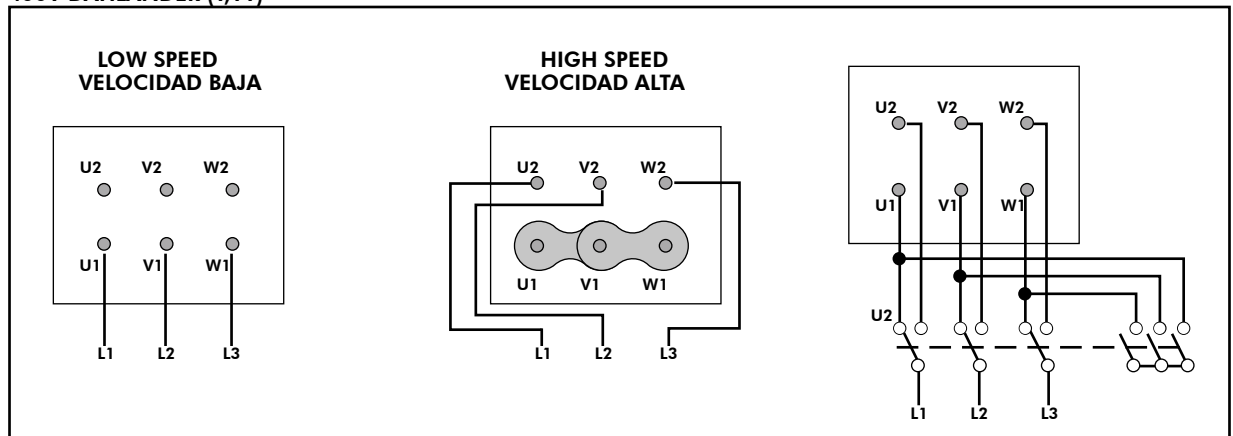 LOW SPEED
VELOCIDAD BAJA
U2 V2 W2
U1 V1 W1
L1 L2 L3
HIGH SPEED
VELOCIDAD ALTA
U2 V2 W2
U1 V1 W1
L1 L2 L3
U2 V2 W2
U1 V1 W1
U2
L1 L2 L3